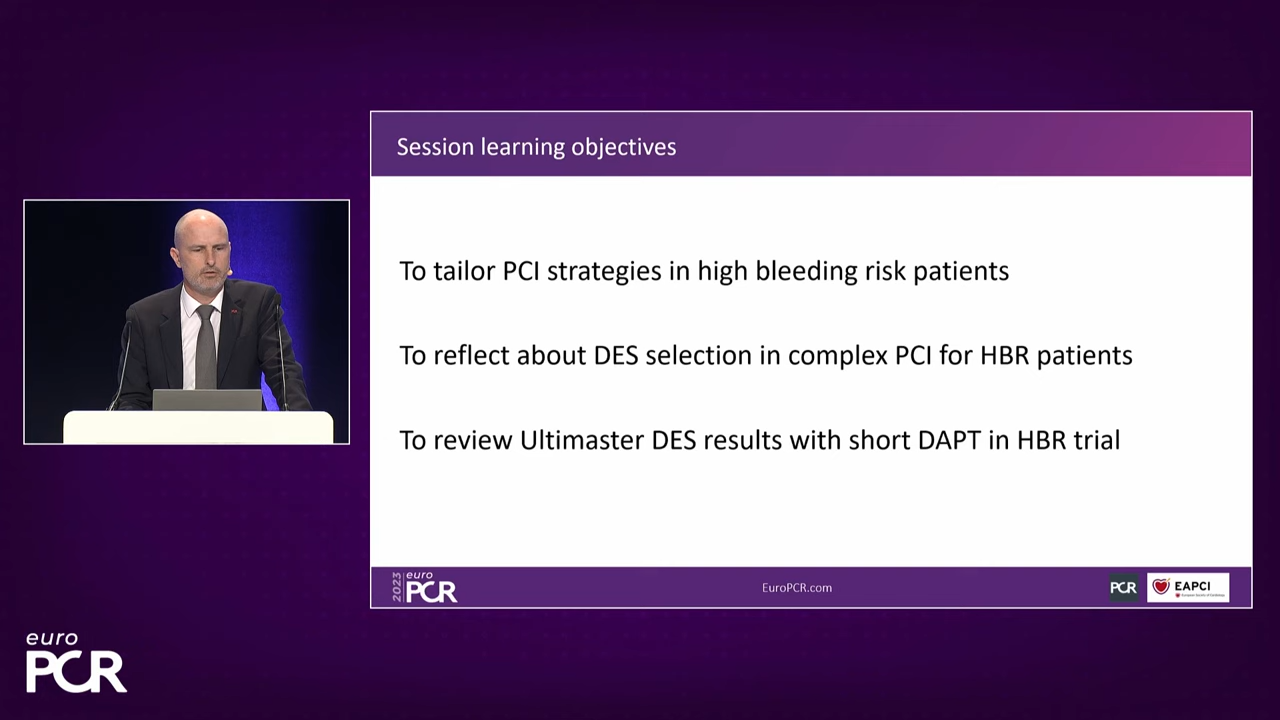 Session learning objectives
To tailor PCI strategies in high bleeding risk patients
To reflect about DES selection in complex PCI for HBR patients
To review Ultimaster DES results with short DAPT in HBR trial
2023
euro
PCR
EuroPCR.com
PCR
EAPCI
euro
PCR